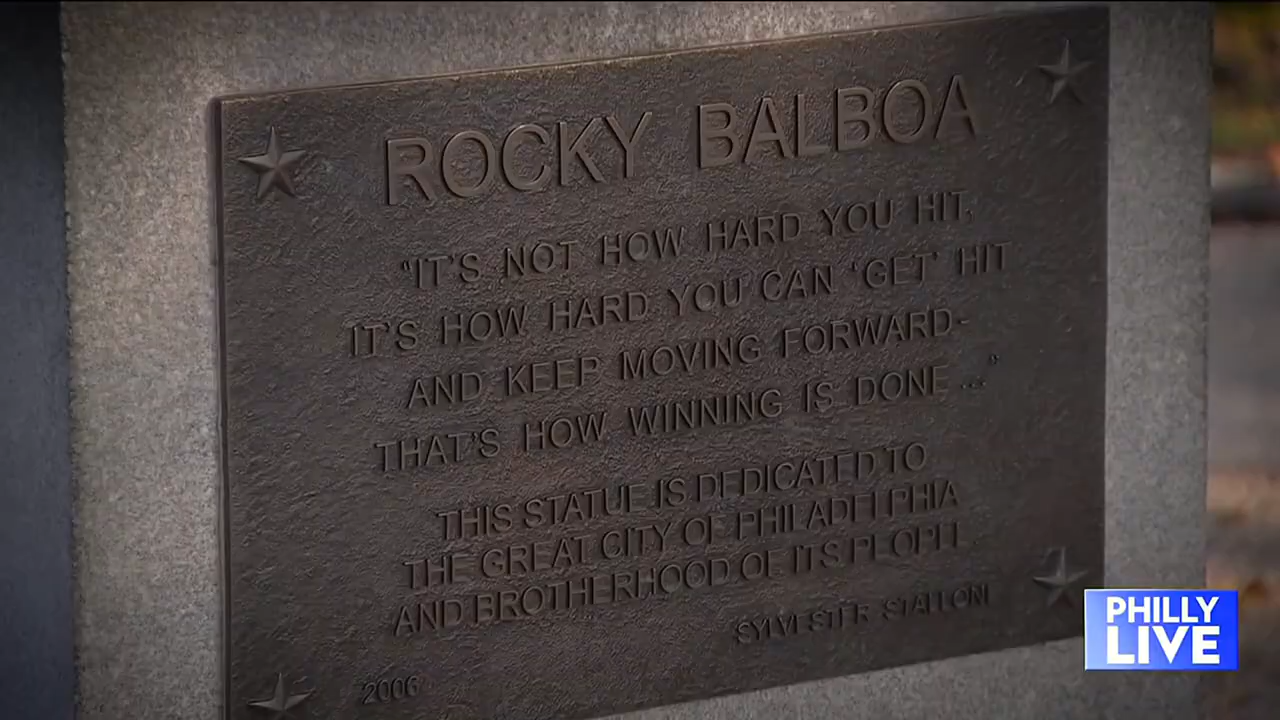 ROCKY BALBOA
"IT'S NOT HOW HARD YOU HIT,
IT'S HOW HARD YOU CAN 'GET' HIT
AND KEEP MOVING FORWARD-
THAT'S HOW WINNING IS DONE ..."
THIS STATUE IS DEDICATED TO
THE GREAT CITY OF PHILADELPHIA
AND BROTHERHOOD OF ITS PEOPLE.
SYLVESTER STALLONE
2006
PHILLY
LIVE